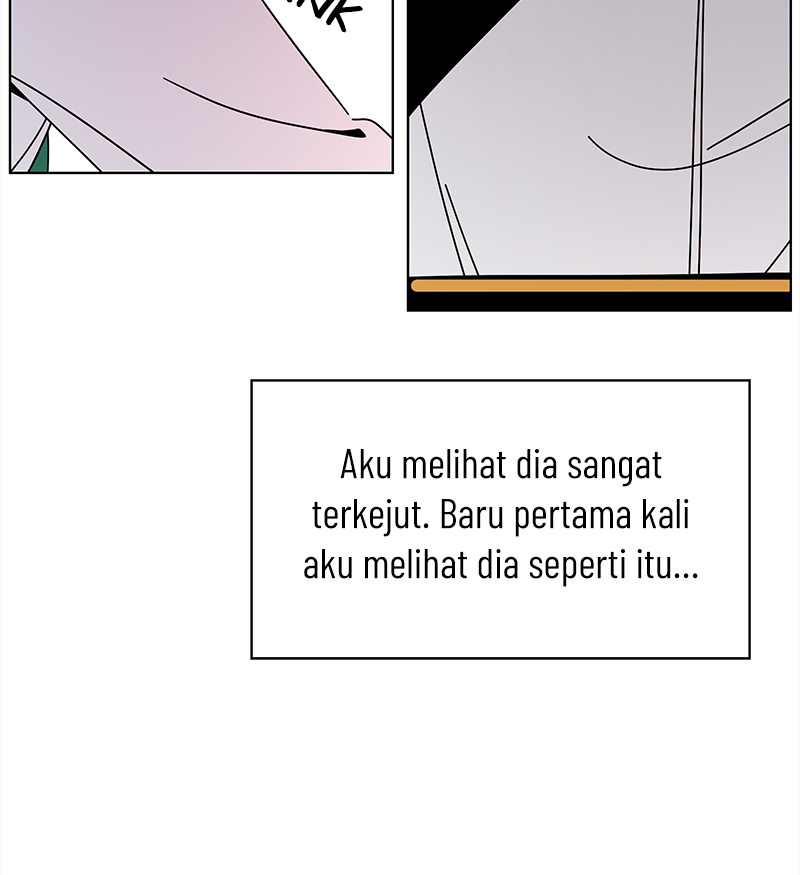 Aku melihat dia sangat
terkejut. Baru pertama kali
aku melihat dia seperti itu...